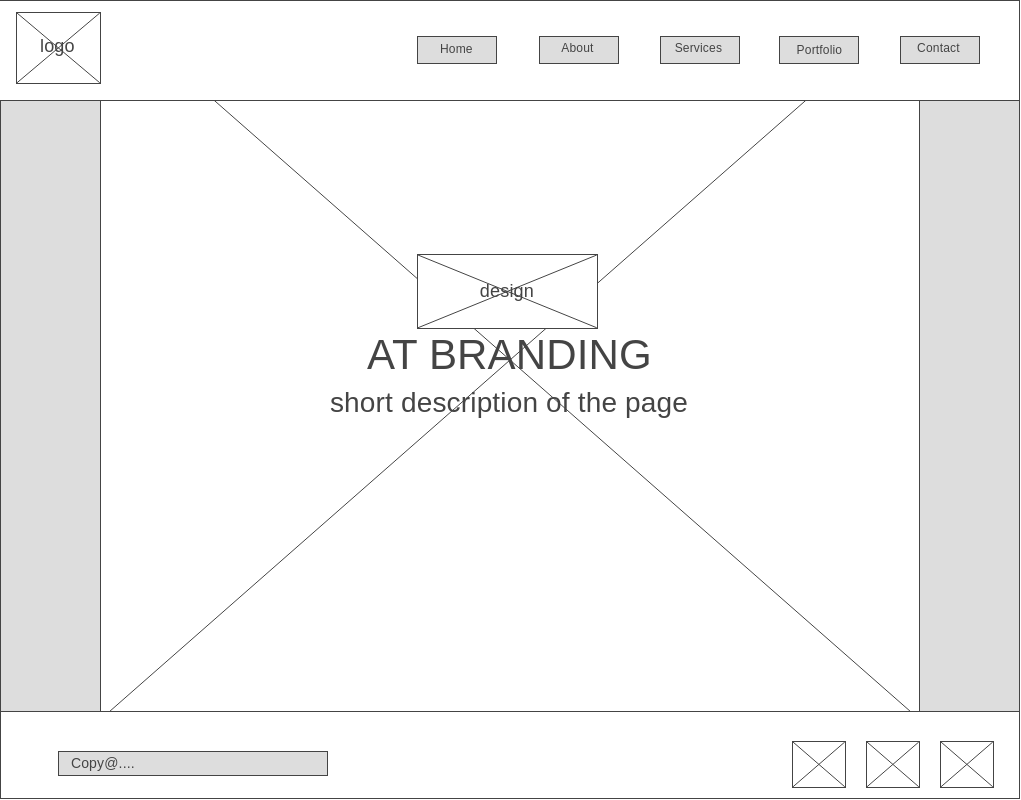 logo
Home
About
Services
Portfolio
Contact
design
AT BRANDING
short description of the page
Copy@....